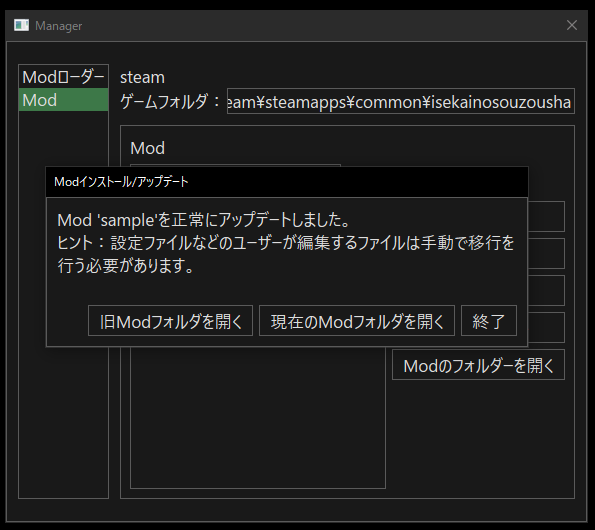 Manager
Modローダー
Mod
steam
ゲームフォルダ：
eam¥steamapps¥common¥isekainosouzousha
Mod
Modインストール/アップデート
Mod 'sample'を正常にアップデートしました。
ヒント：設定ファイルなどのユーザーが編集するファイルは手動で移行を
行う必要があります。
旧Modフォルダを開く
現在のModフォルダを開く
終了
Modのフォルダーを開く